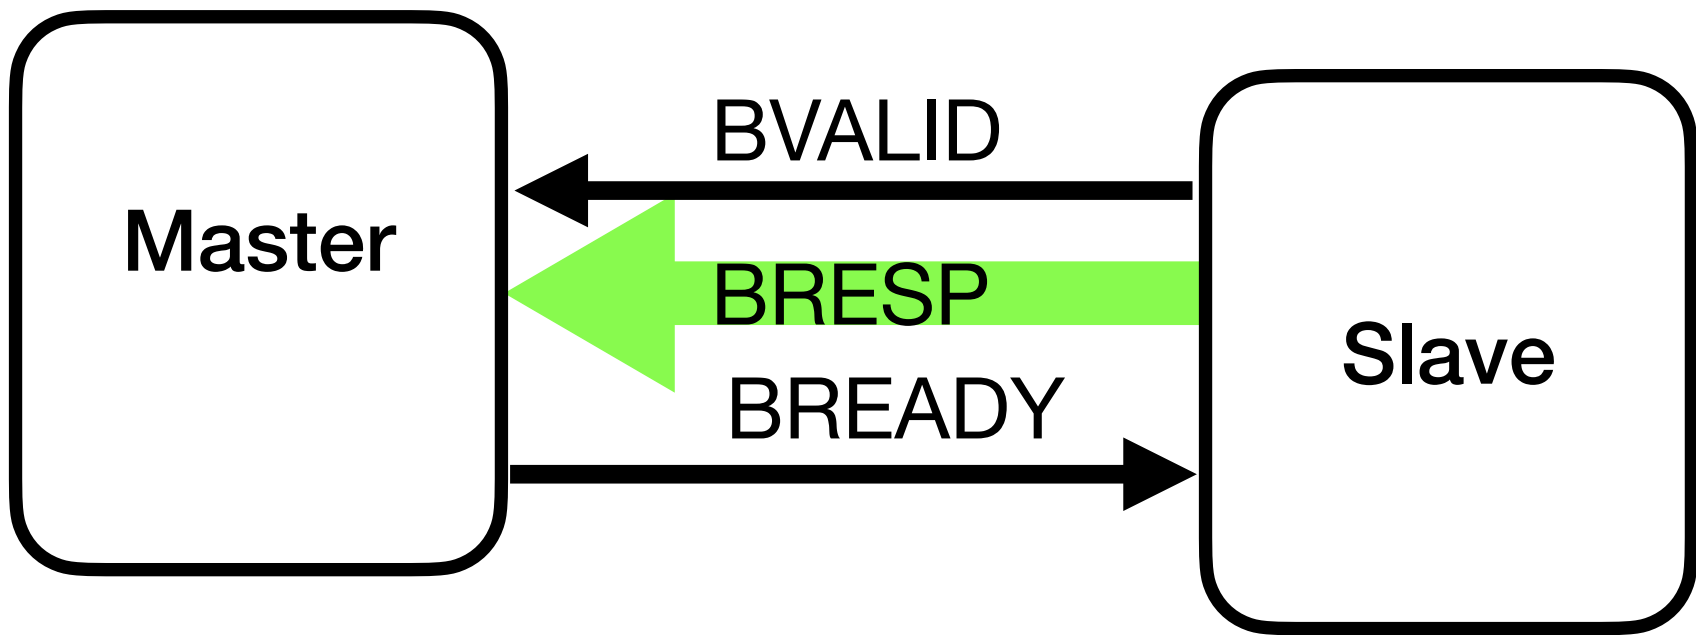 BVALID
Master
BRESP
Slave
BREADY